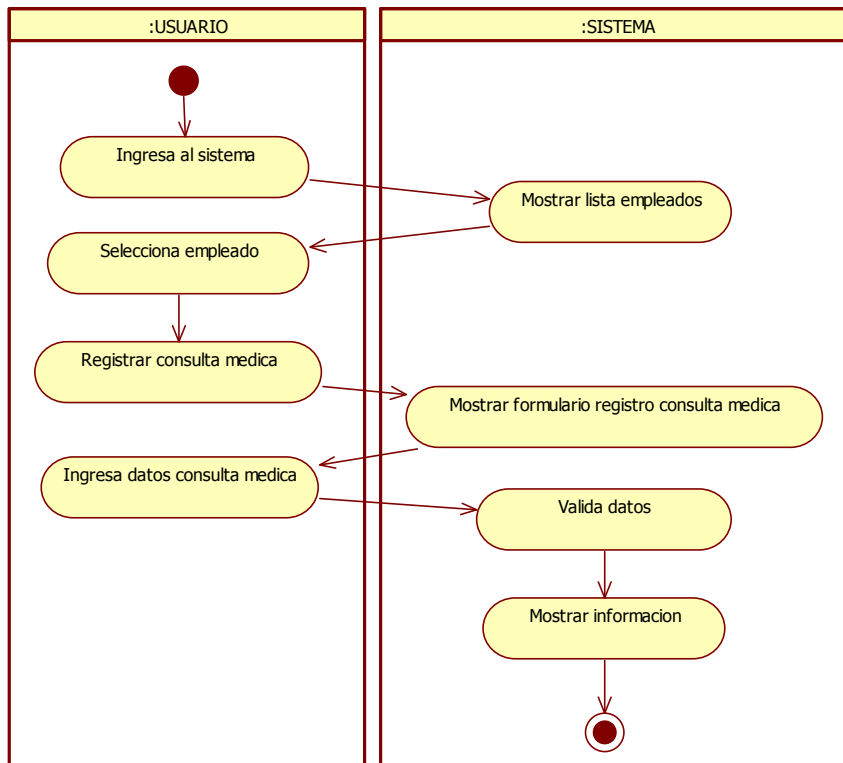 :USUARIO
:SISTEMA
Ingresa al sistema
Mostrar lista empleados
Selecciona empleado
Registrar consulta medica
Mostrar formulario registro consulta medica
Ingresa datos consulta medica
Valida datos
Mostrar informacion